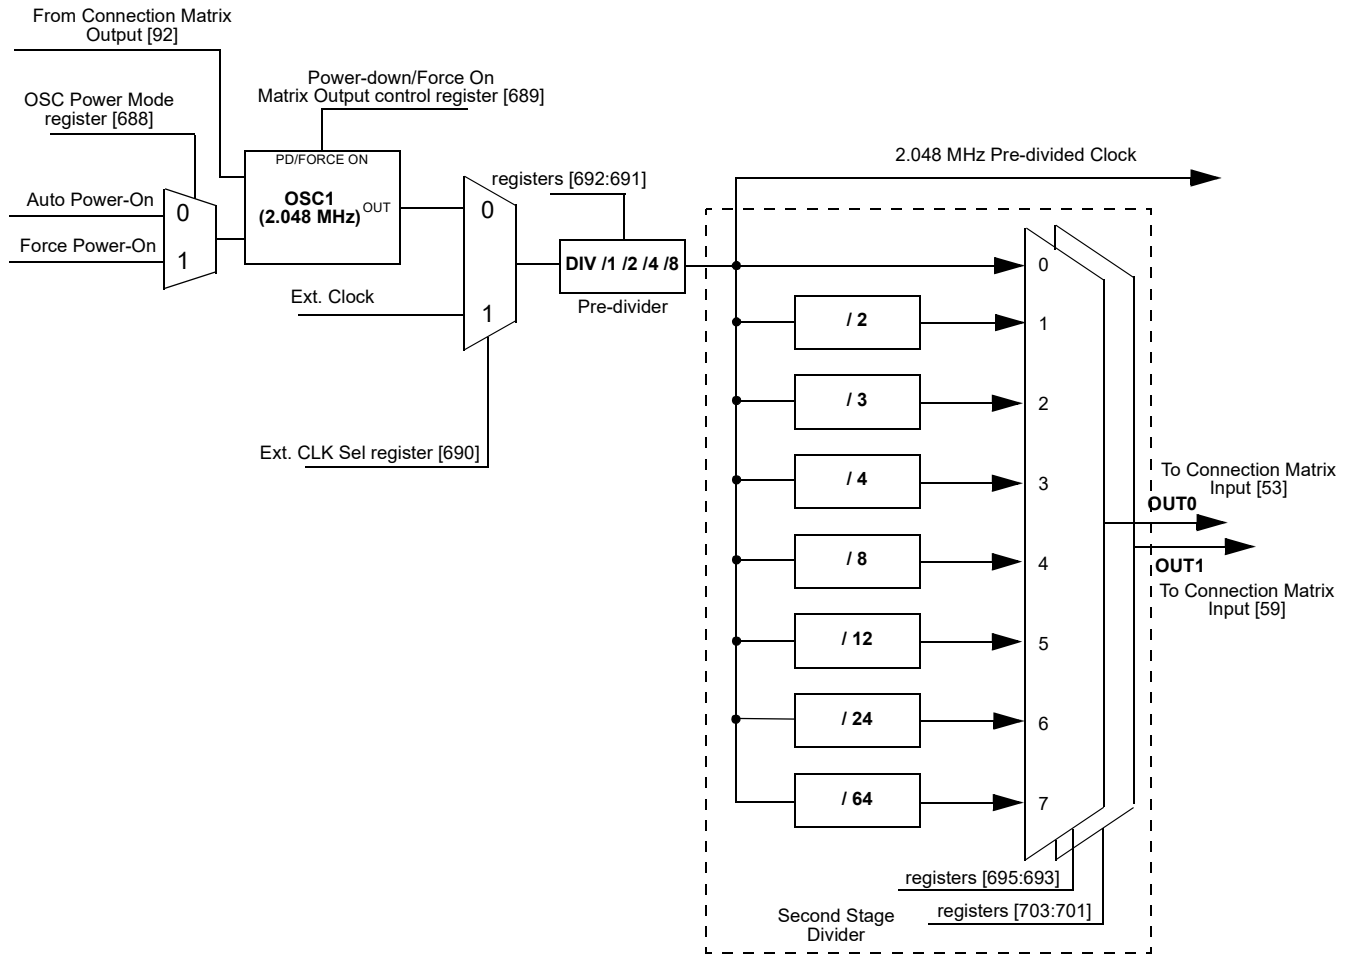 From Connection Matrix
Output [92]
Power-down/Force On
Matrix Output control register [689]
OSC Power Mode
register [688]
PD/FORCE ON
OSC1
(2.048 MHz)
OUT
Auto Power-On
0
Force Power-On
1
0
1
Ext. Clock
Ext. CLK Sel register [690]
registers [692:691]
DIV /1 /2 /4 /8
Pre-divider
2.048 MHz Pre-divided Clock
0
/ 2
1
/ 3
2
/ 4
3
/ 8
4
/ 12
5
/ 24
6
/ 64
7
To Connection Matrix
Input [53]
OUT0
OUT1
To Connection Matrix
Input [59]
registers [695:693]
registers [703:701]
Second Stage
Divider